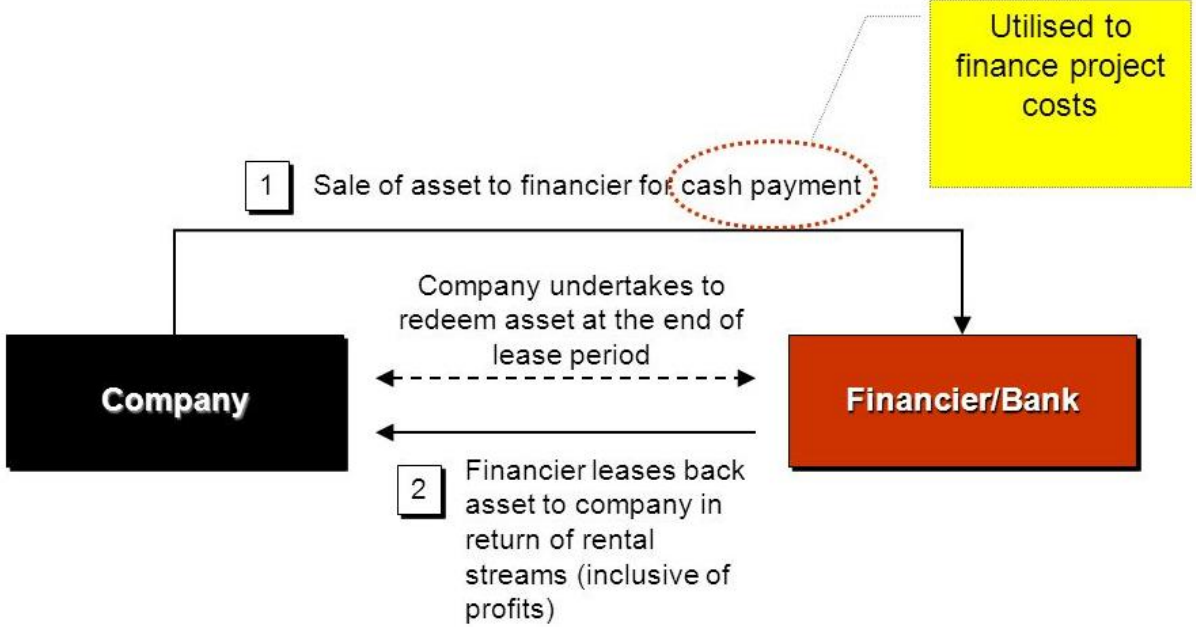 Utilised to
finance project
costs
1
Sale of asset to financier for cash payment
Company undertakes to
redeem asset at the end of
lease period
Company
Financier/Bank
2
Financier leases back
asset to company in
return of rental
streams (inclusive of
profits)